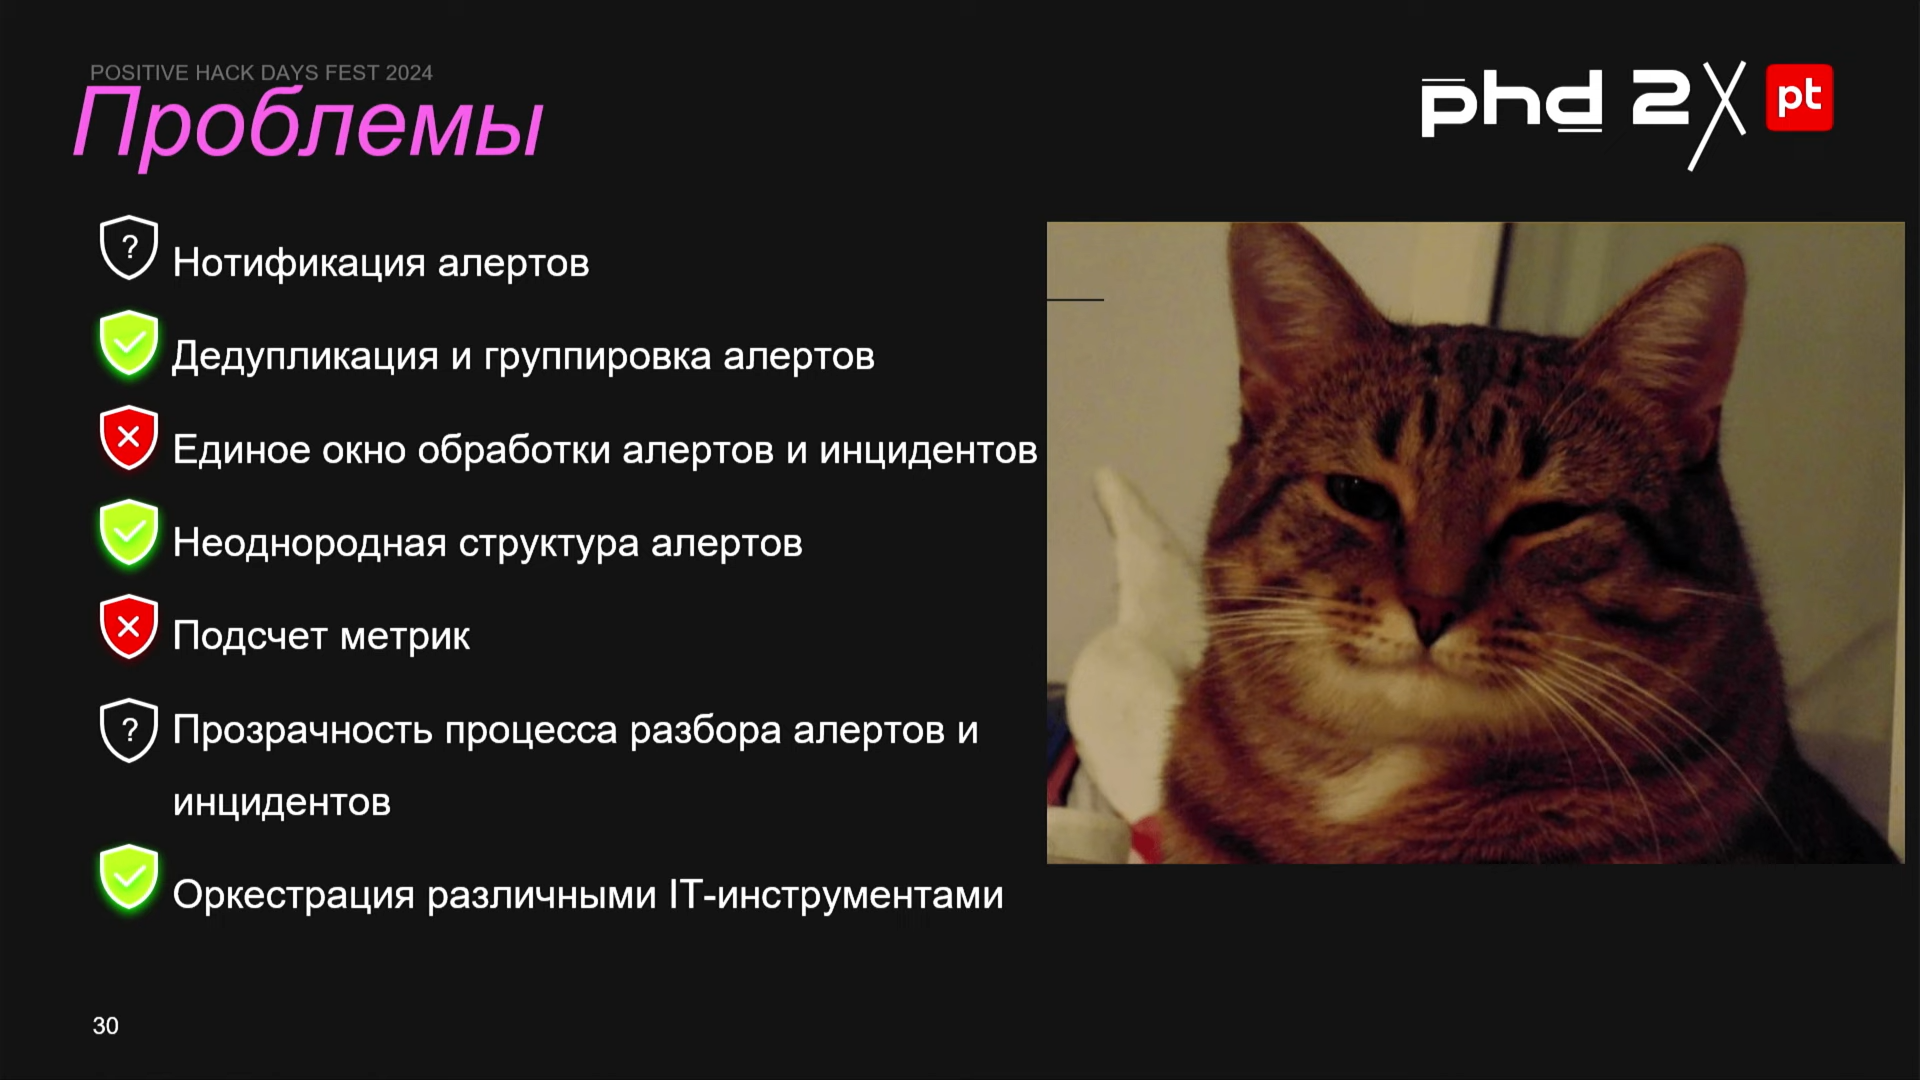 POSITIVE HACK DAYS FEST 2024
Проблемы
phd 2
pt
? Нотификация алертов
Дедупликация и группировка алертов
Единое окно обработки алертов и инцидентов
Неоднородная структура алертов
Подсчет метрик
? Прозрачность процесса разбора алертов и
инцидентов
Оркестрация различными IT-инструментами
30